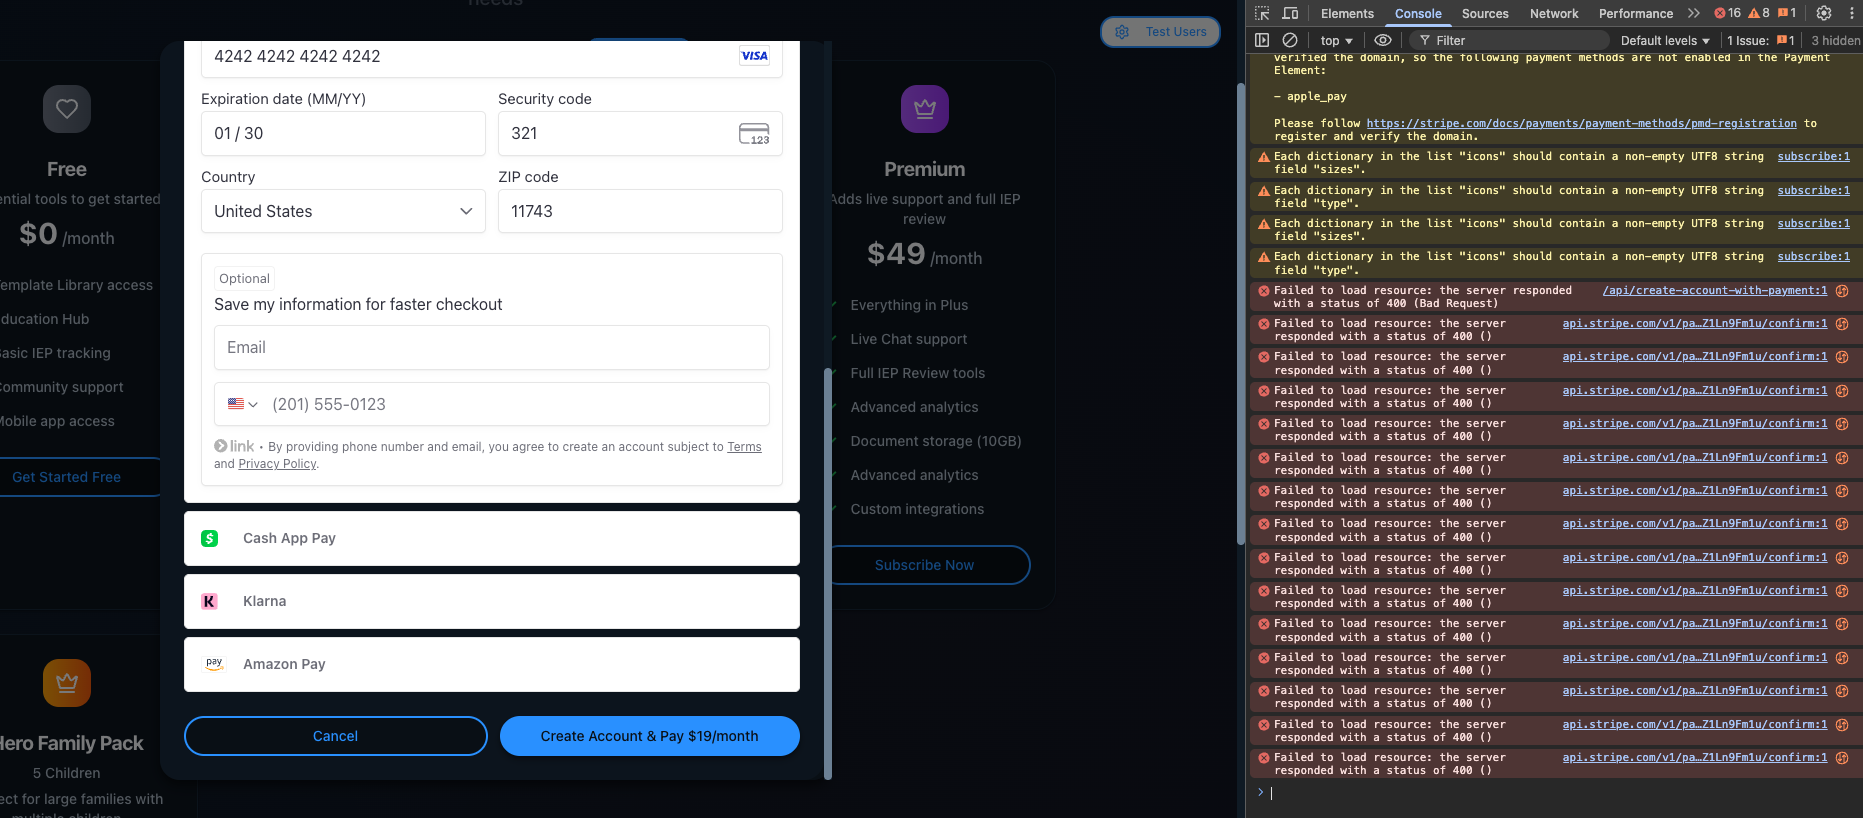 needs
Test Users
Free
ential tools to get started
$0 /month
emplate Library access
ducation Hub
asic IEP tracking
ommunity support
Mobile app access
Get Started Free
Hero Family Pack
5 Children
ect for large families with
multiple children
4242 4242 4242 4242
VISA
Expiration date (MM/YY)
Security code
01 / 30
321
123
Country
ZIP code
United States
11743
Optional
Save my information for faster checkout
Email
(201) 555-0123
link • By providing phone number and email, you agree to create an account subject to Terms
and Privacy Policy.
Cash App Pay
Klarna
Amazon Pay
Cancel
Create Account & Pay $19/month
Premium
Adds live support and full IEP
review
$49 /month
Everything in Plus
Live Chat support
Full IEP Review tools
Advanced analytics
Document storage (10GB)
Advanced analytics
Custom integrations
Subscribe Now
Elements Console Sources Network Performance 16 8 1
top Filter Default levels 1 Issue: 1 3 hidden
verified the domain, so the following payment methods are not enabled in the Payment
Element:
- apple_pay
Please follow https://stripe.com/docs/payments/payment-methods/pmd-registration to
register and verify the domain.
Each dictionary in the list "icons" should contain a non-empty UTF8 string subscribe:1
field "sizes".
Each dictionary in the list "icons" should contain a non-empty UTF8 string subscribe:1
field "type".
Each dictionary in the list "icons" should contain a non-empty UTF8 string subscribe:1
field "sizes".
Each dictionary in the list "icons" should contain a non-empty UTF8 string subscribe:1
field "type".
Failed to load resource: the server responded /api/create-account-with-payment:1
with a status of 400 (Bad Request)
Failed to load resource: the server api.stripe.com/v1/pa…Z1Ln9Fm1u/confirm:1
responded with a status of 400 ()
Failed to load resource: the server api.stripe.com/v1/pa…Z1Ln9Fm1u/confirm:1
responded with a status of 400 ()
Failed to load resource: the server api.stripe.com/v1/pa…Z1Ln9Fm1u/confirm:1
responded with a status of 400 ()
Failed to load resource: the server api.stripe.com/v1/pa…Z1Ln9Fm1u/confirm:1
responded with a status of 400 ()
Failed to load resource: the server api.stripe.com/v1/pa…Z1Ln9Fm1u/confirm:1
responded with a status of 400 ()
Failed to load resource: the server api.stripe.com/v1/pa…Z1Ln9Fm1u/confirm:1
responded with a status of 400 ()
Failed to load resource: the server api.stripe.com/v1/pa…Z1Ln9Fm1u/confirm:1
responded with a status of 400 ()
Failed to load resource: the server api.stripe.com/v1/pa…Z1Ln9Fm1u/confirm:1
responded with a status of 400 ()
Failed to load resource: the server api.stripe.com/v1/pa…Z1Ln9Fm1u/confirm:1
responded with a status of 400 ()
Failed to load resource: the server api.stripe.com/v1/pa…Z1Ln9Fm1u/confirm:1
responded with a status of 400 ()
Failed to load resource: the server api.stripe.com/v1/pa…Z1Ln9Fm1u/confirm:1
responded with a status of 400 ()
Failed to load resource: the server api.stripe.com/v1/pa…Z1Ln9Fm1u/confirm:1
responded with a status of 400 ()
Failed to load resource: the server api.stripe.com/v1/pa…Z1Ln9Fm1u/confirm:1
responded with a status of 400 ()
Failed to load resource: the server api.stripe.com/v1/pa…Z1Ln9Fm1u/confirm:1
responded with a status of 400 ()